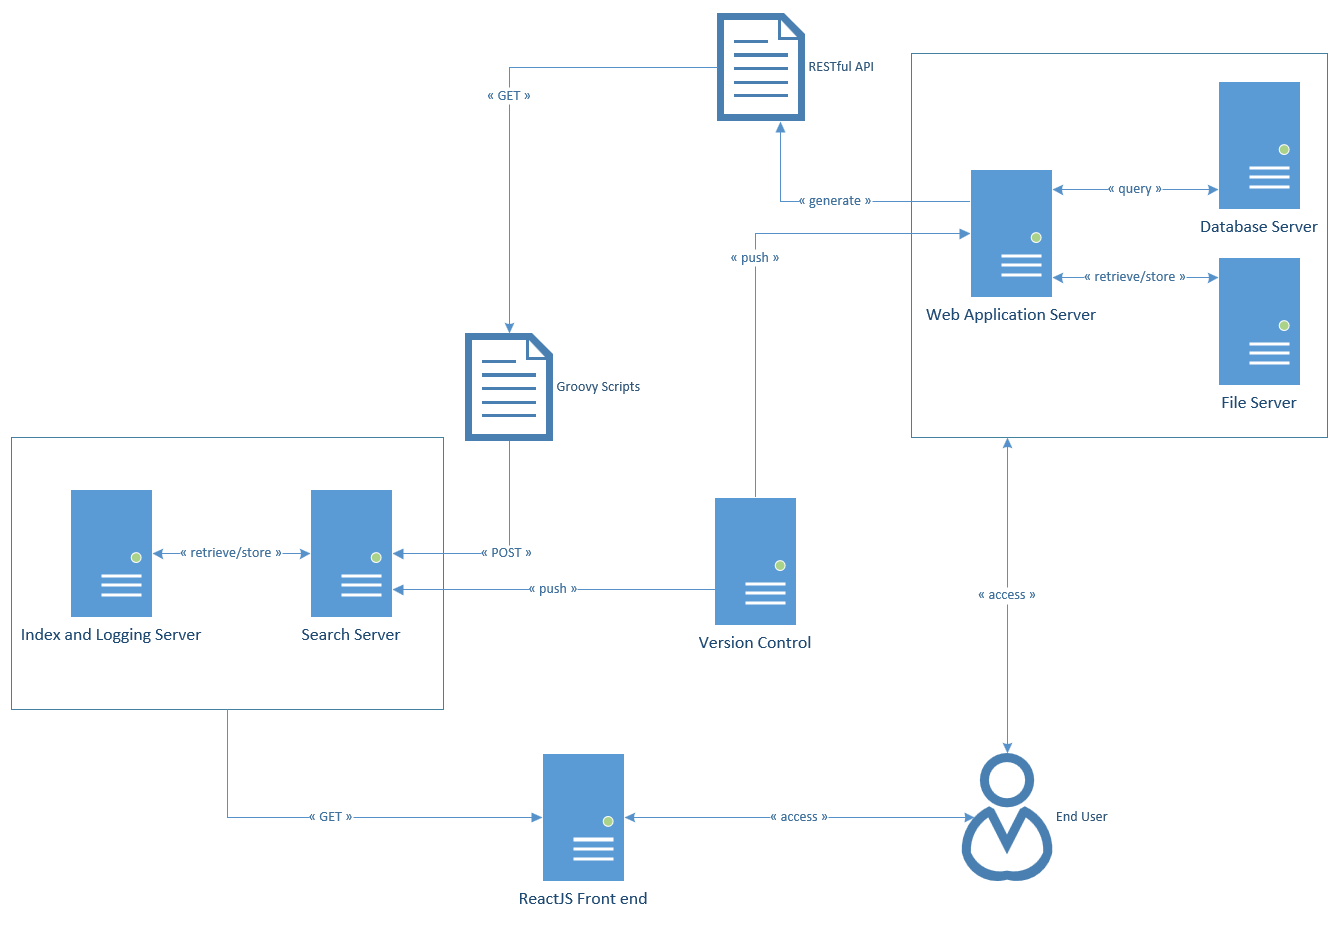 RESTful API
« GET »
« query »
« generate »
Database Server
« push »
« retrieve/store »
Web Application Server
Groovy Scripts
File Server
« retrieve/store »
« POST »
« push »
« access »
Index and Logging Server
Search Server
Version Control
« GET »
« access »
End User
ReactJS Front end